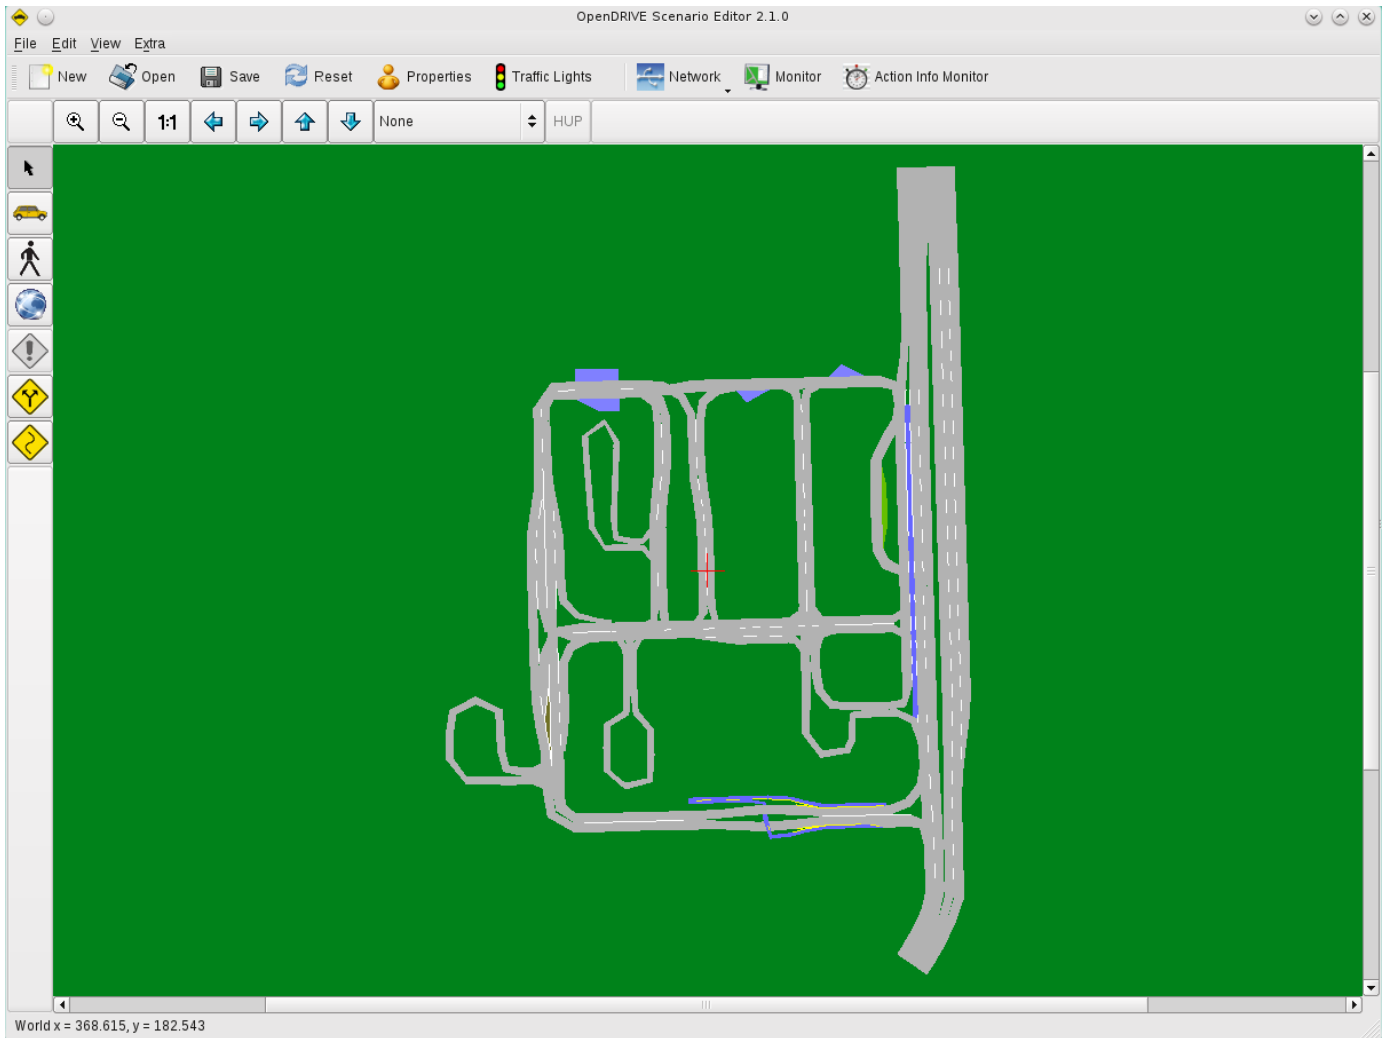 OpenDRIVE Scenario Editor 2.1.0
File Edit View Extra
New Open Save Reset Properties Traffic Lights Network Monitor Action Info Monitor
1:1 None HUP
World x = 368.615, y = 182.543